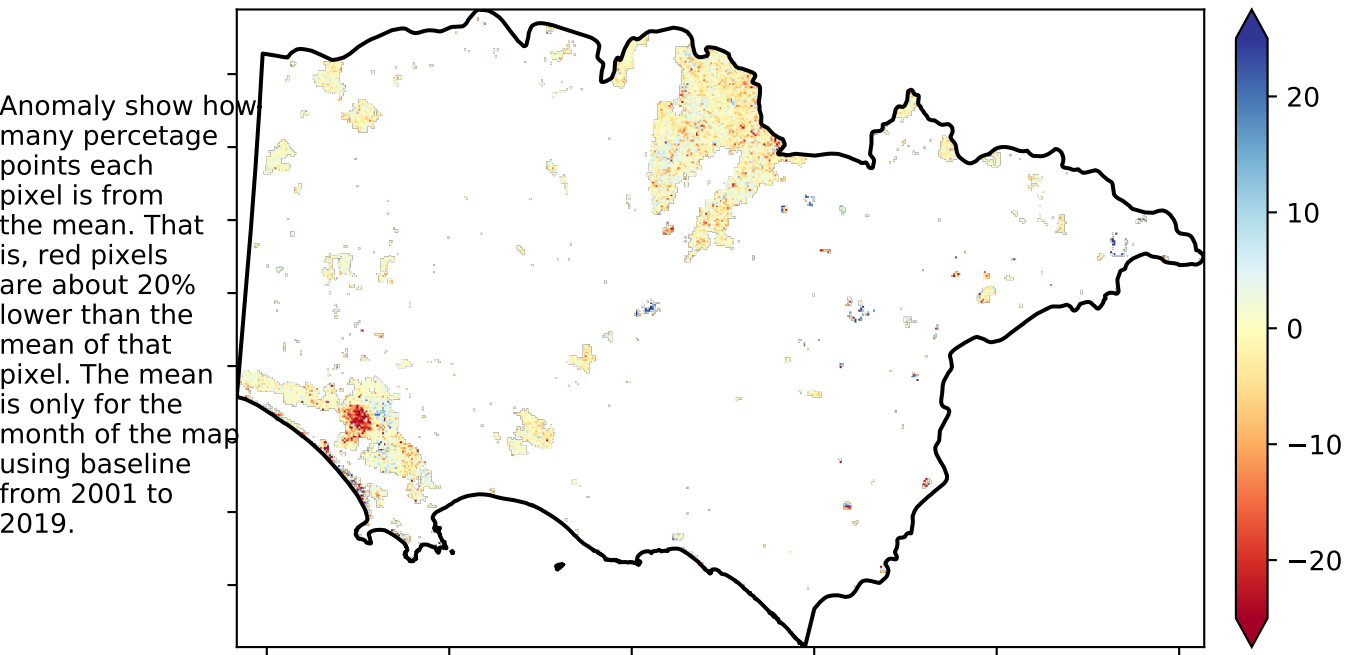 Anomaly show how
many percetage
points each
pixel is from
the mean. That
is, red pixels
are about 20%
lower than the
mean of that
pixel. The mean
is only for the
month of the map
using baseline
from 2001 to
2019.
20
10
0
−10
−20